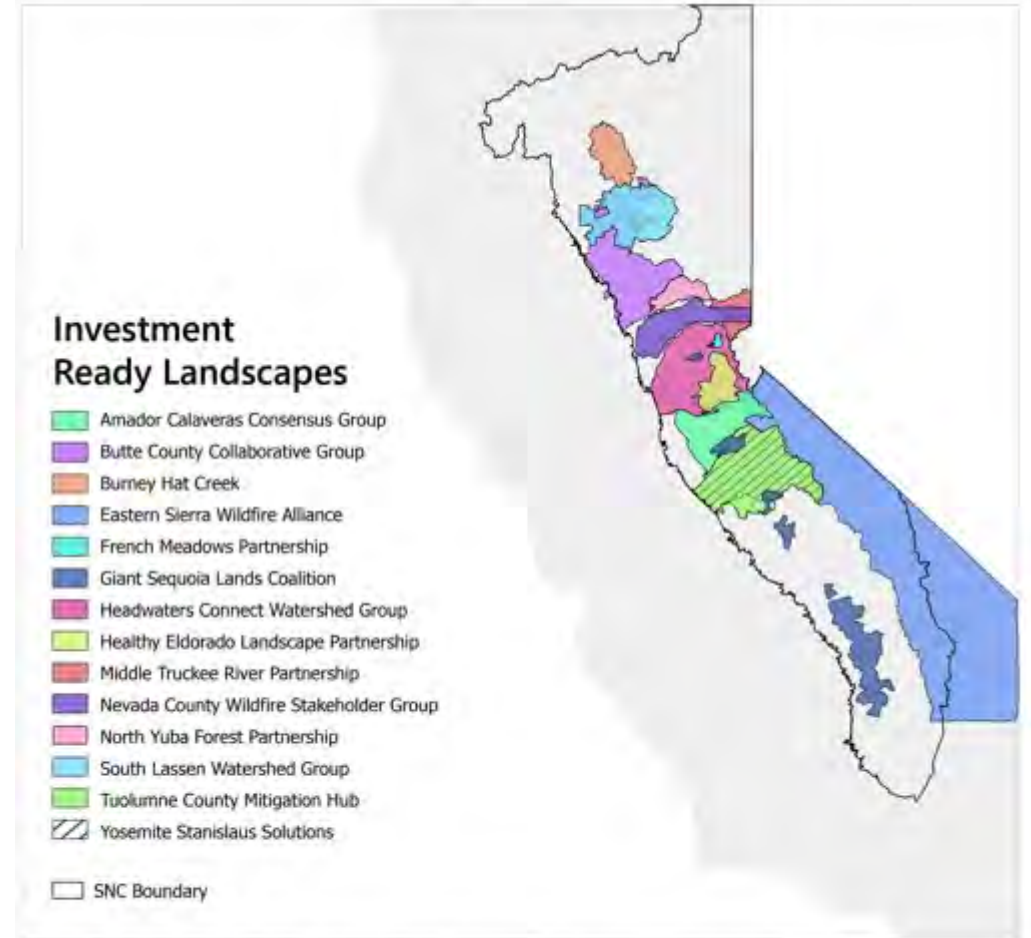 Investment
Ready Landscapes
Amador Calaveras Consensus Group
Butte County Collaborative Group
Burney Hat Creek
Eastern Sierra Wildfire Alliance
French Meadows Partnership
Giant Sequoia Lands Coalition
Headwaters Connect Watershed Group
Healthy Eldorado Landscape Partnership
Middle Truckee River Partnership
Nevada County Wildfire Stakeholder Group
North Yuba Forest Partnership
South Lassen Watershed Group
Tuolumne County Mitigation Hub
Yosemite Stanislaus Solutions
SNC Boundary